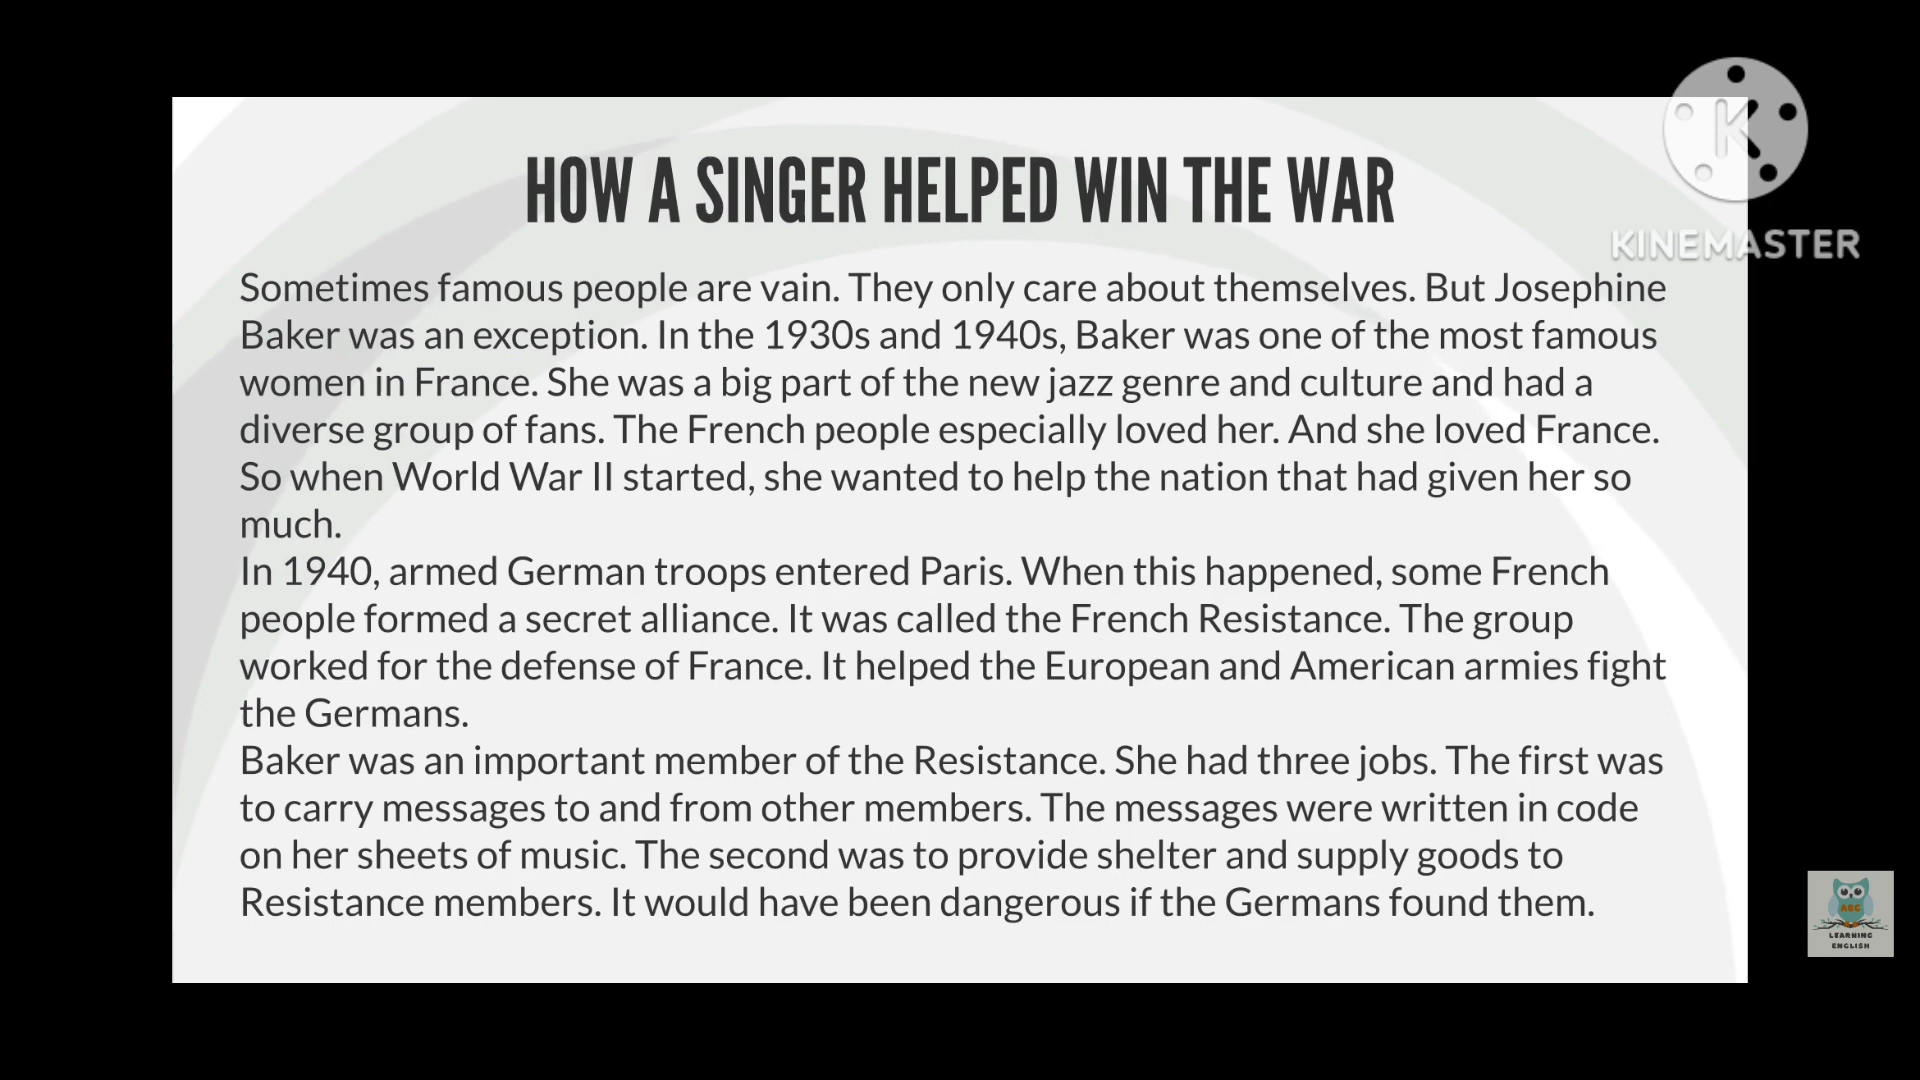 HOW A SINGER HELPED WIN THE WAR
KINEMASTER
Sometimes famous people are vain. They only care about themselves. But Josephine
Baker was an exception. In the 1930s and 1940s, Baker was one of the most famous
women in France. She was a big part of the new jazz genre and culture and had a
diverse group of fans. The French people especially loved her. And she loved France.
So when World War II started, she wanted to help the nation that had given her so
much.
In 1940, armed German troops entered Paris. When this happened, some French
people formed a secret alliance. It was called the French Resistance. The group
worked for the defense of France. It helped the European and American armies fight
the Germans.
Baker was an important member of the Resistance. She had three jobs. The first was
to carry messages to and from other members. The messages were written in code
on her sheets of music. The second was to provide shelter and supply goods to
Resistance members. It would have been dangerous if the Germans found them.
ABC
LEARNING
ENGLISH